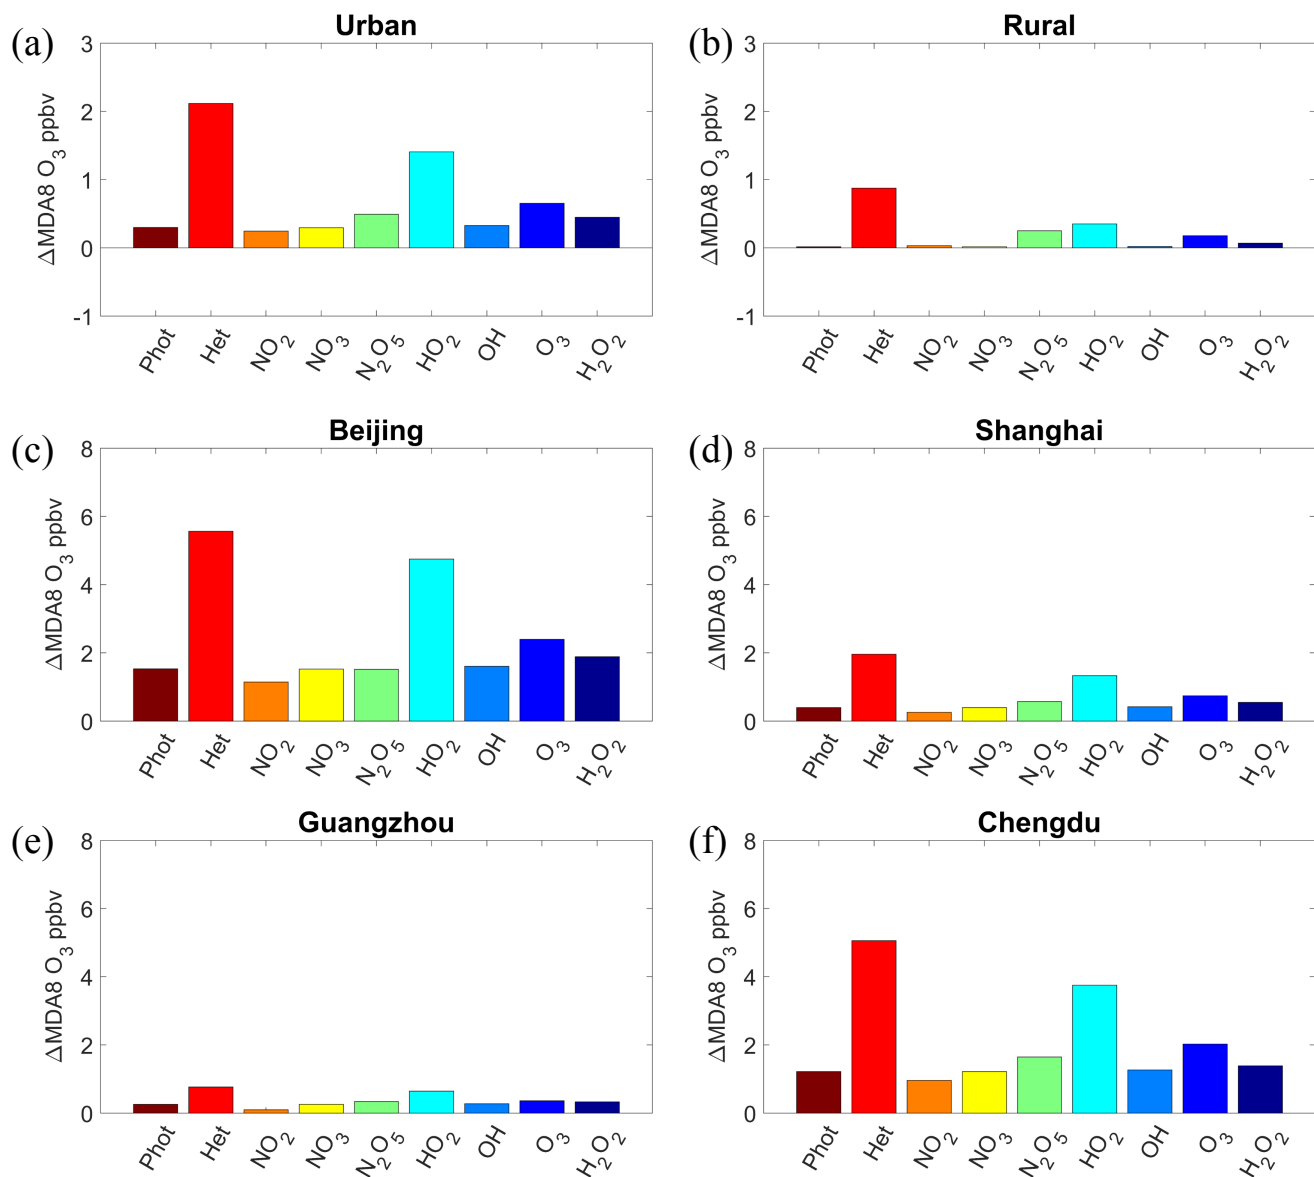 (a)
Urban
ΔMDA8 O3 ppbv
3
2
1
0
-1
Phot Het NO2 NO3 N2O5 HO2 OH O3 H2O2
(b)
Rural
ΔMDA8 O3 ppbv
3
2
1
0
-1
Phot Het NO2 NO3 N2O5 HO2 OH O3 H2O2
(c)
Beijing
ΔMDA8 O3 ppbv
8
6
4
2
0
Phot Het NO2 NO3 N2O5 HO2 OH O3 H2O2
(d)
Shanghai
ΔMDA8 O3 ppbv
8
6
4
2
0
Phot Het NO2 NO3 N2O5 HO2 OH O3 H2O2
(e)
Guangzhou
ΔMDA8 O3 ppbv
8
6
4
2
0
Phot Het NO2 NO3 N2O5 HO2 OH O3 H2O2
(f)
Chengdu
ΔMDA8 O3 ppbv
8
6
4
2
0
Phot Het NO2 NO3 N2O5 HO2 OH O3 H2O2